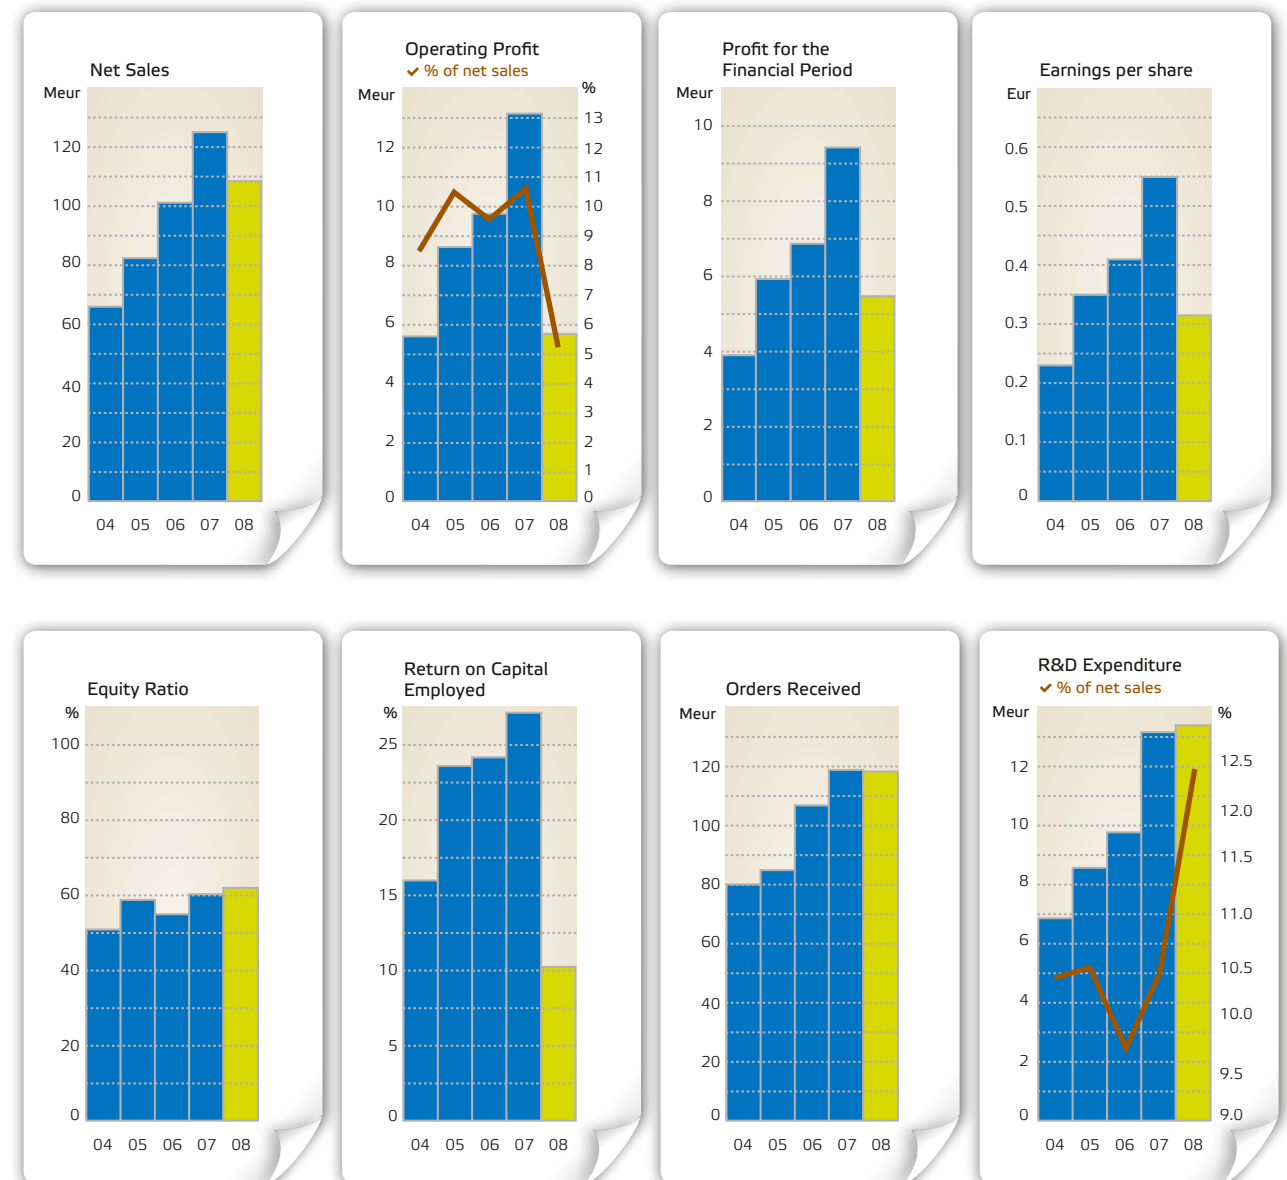 Net Sales
Meur
120
100
80
60
40
20
0
04 05 06 07 08
Operating Profit
✓ % of net sales
Meur %
13
12 12
11
10 10
9
8 8
7
6 6
5
4 4
3
2 2
1
0 0
04 05 06 07 08
Profit for the
Financial Period
Meur
10
8
6
4
2
0
04 05 06 07 08
Earnings per share
Eur
0.6
0.5
0.4
0.3
0.2
0.1
0
04 05 06 07 08
Equity Ratio
%
100
80
60
40
20
0
04 05 06 07 08
Return on Capital
Employed
%
25
20
15
10
5
0
04 05 06 07 08
Orders Received
Meur
120
100
80
60
40
20
0
04 05 06 07 08
R&D Expenditure
✓ % of net sales
Meur %
12 12.5
10 12.0
11.5
8
11.0
6
10.5
4 10.0
2
9.5
0 9.0
04 05 06 07 08